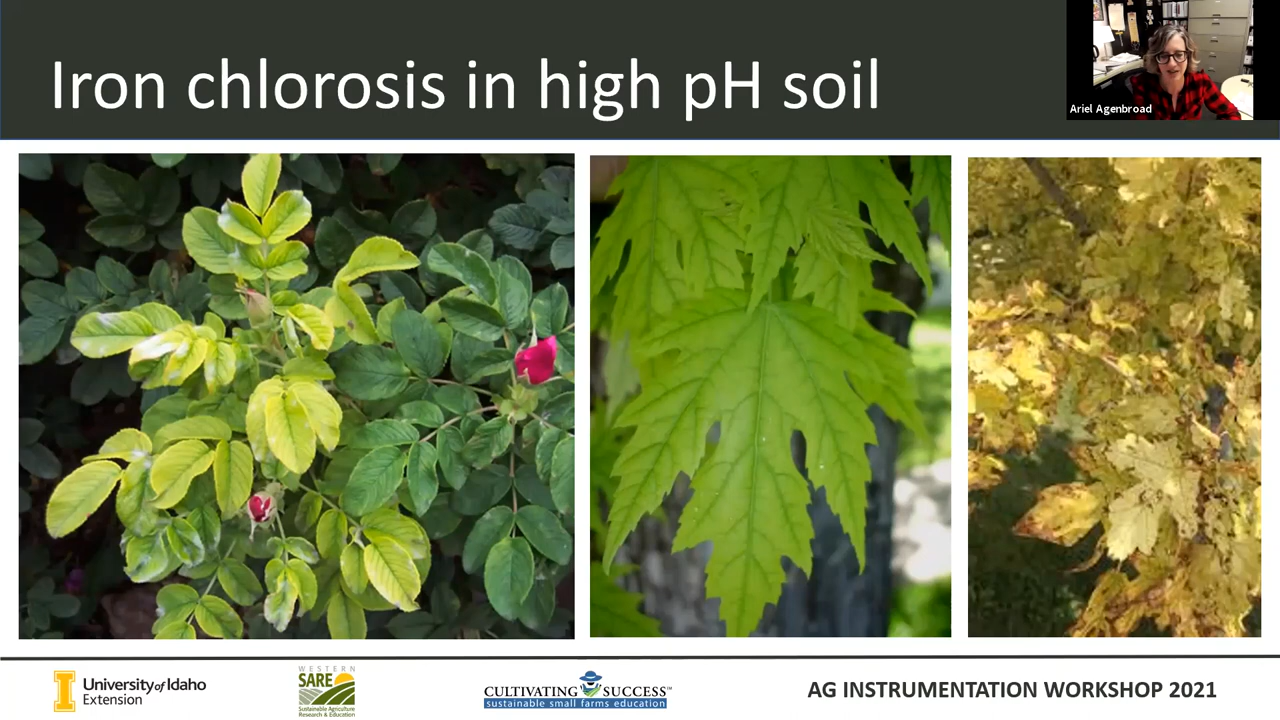 Iron chlorosis in high pH soil
Ariel Agenbroad
University of Idaho
Extension
WESTERN
SARE
Sustainable Agriculture
Research & Education
CULTIVATING SUCCESS™
sustainable small farms education
AG INSTRUMENTATION WORKSHOP 2021